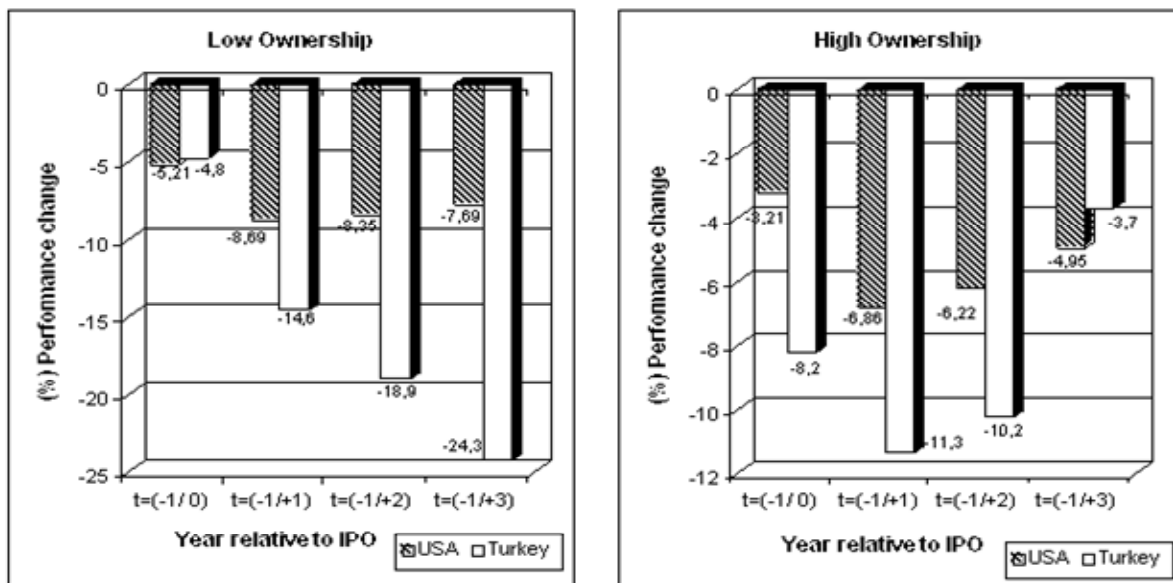 Low Ownership
(%) Performance change
0
-5
-10
-15
-20
-25
-5,21
-4,8
-8,69
-14,6
-8,35
-18,9
-7,69
-24,3
t=(-1/ 0) t=(-1/+1) t=(-1/+2) t=(-1/+3)
Year relative to IPO
USA Turkey
High Ownership
(%) Performance change
0
-2
-4
-6
-8
-10
-12
-3,21
-8,2
-6,86
-11,3
-6,22
-10,2
-4,95
-3,7
t=(-1/ 0) t=(-1/+1) t=(-1/+2) t=(-1/+3)
Year relative to IPO
USA Turkey